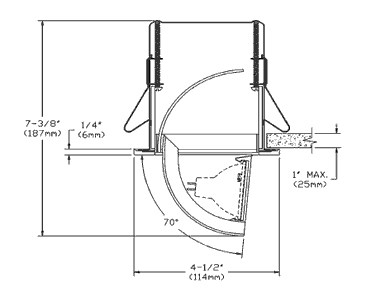 7-3/8"
(187mm)
1/4"
(6mm)
1" MAX.
(25mm)
70°
4-1/2"
(114mm)